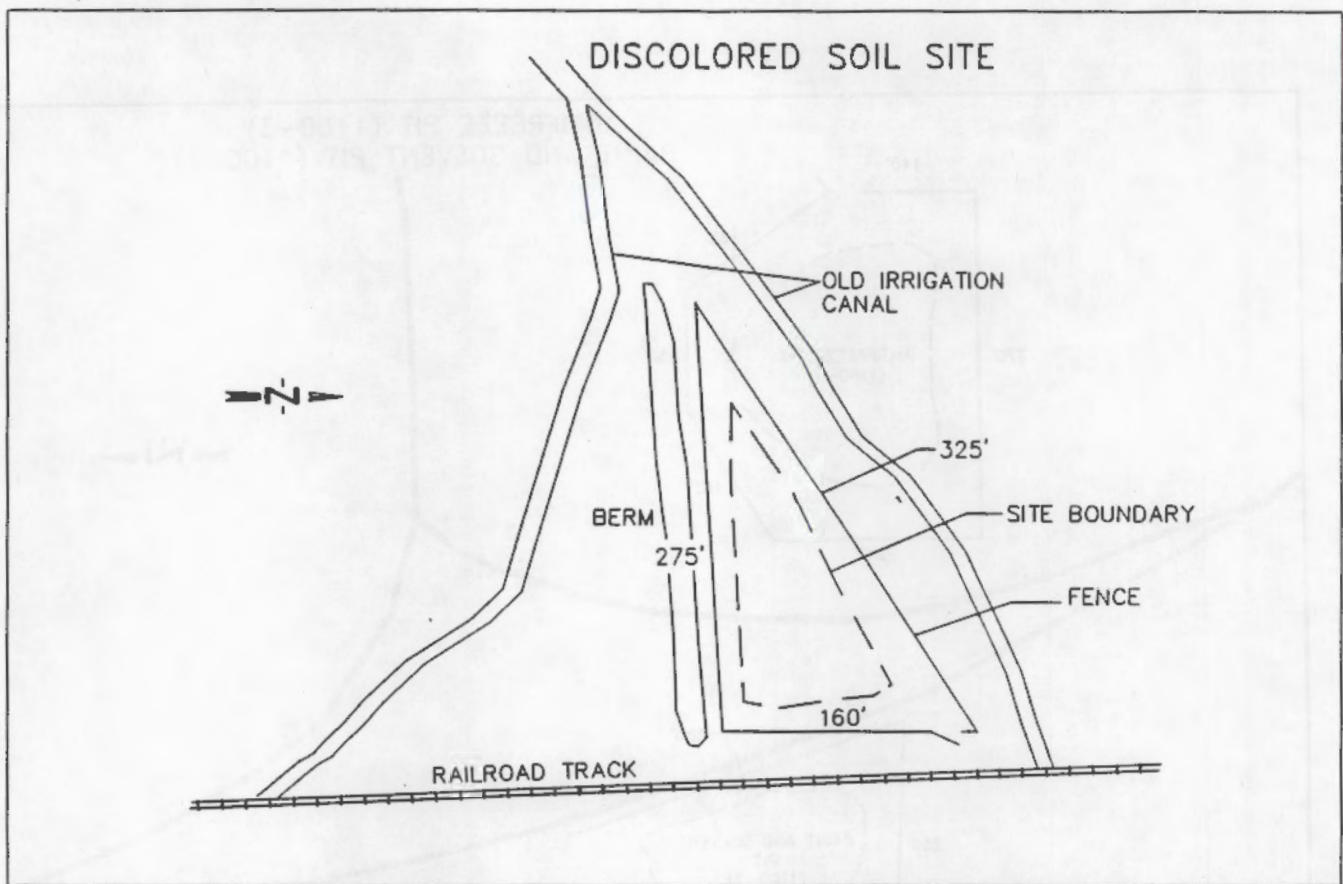 DISCOLORED SOIL SITE
OLD IRRIGATION
CANAL
N
325'
SITE BOUNDARY
BERM
275'
FENCE
160'
RAILROAD TRACK